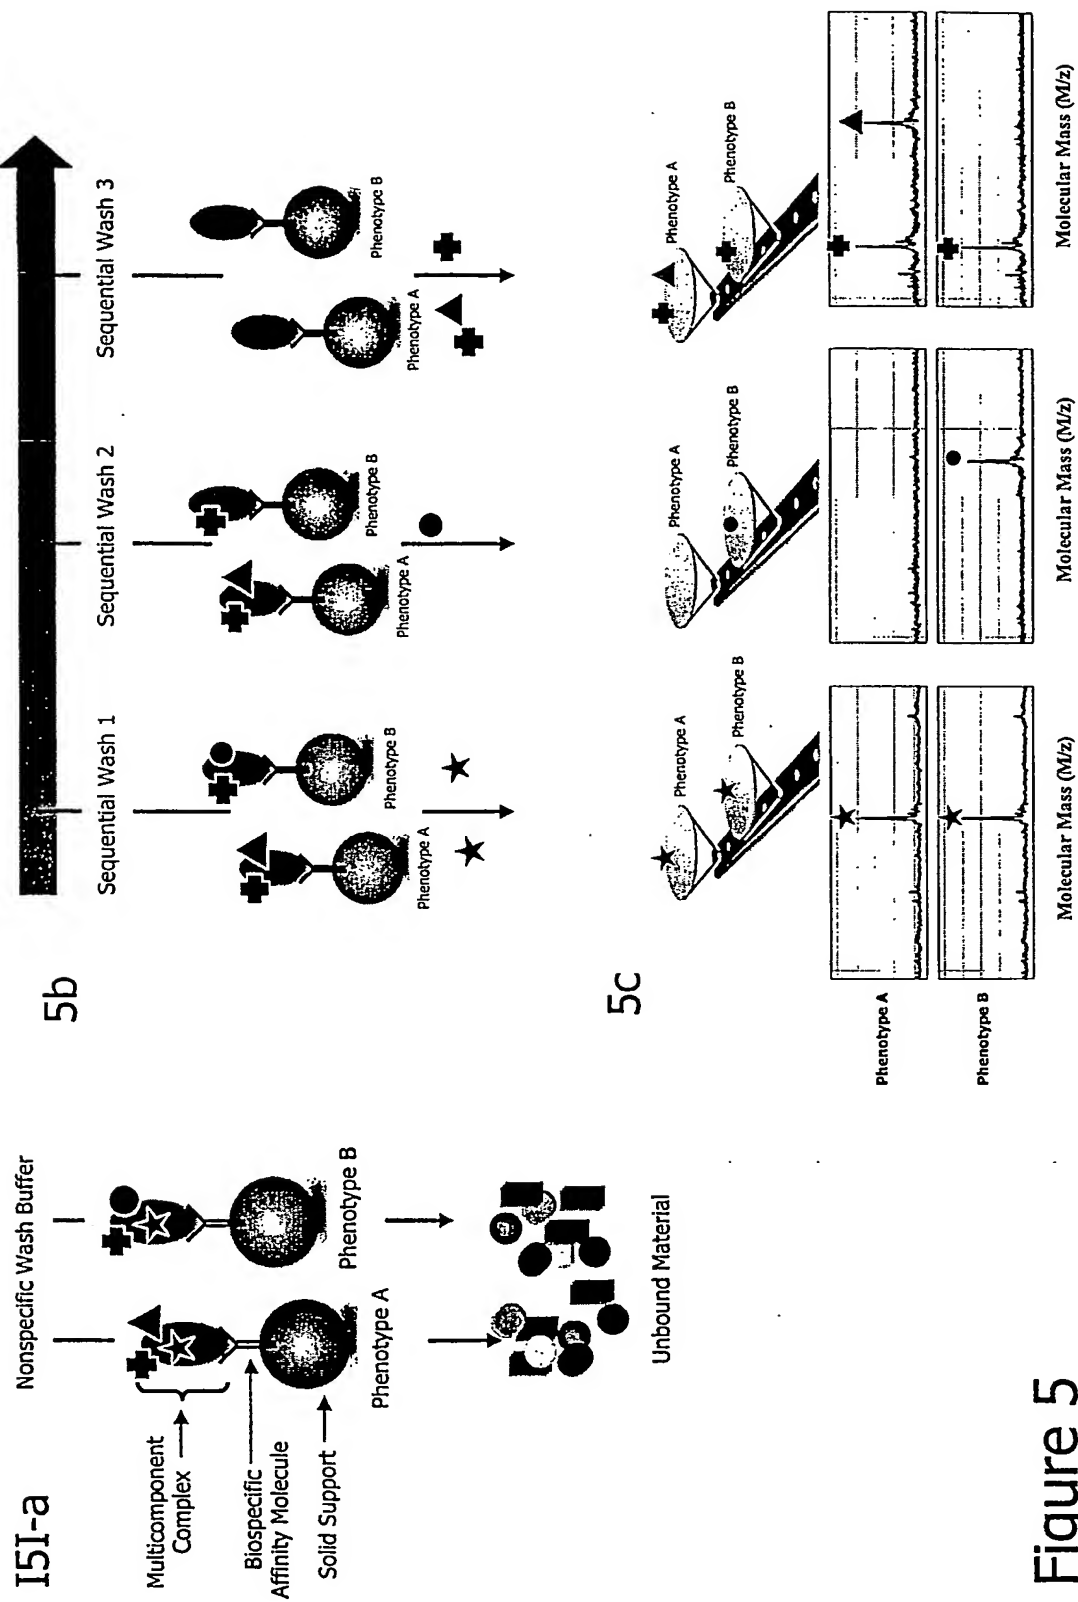 I5I-a
Nonspecific Wash Buffer
Multicomponent
Complex
Biospecific
Affinity Molecule
Solid Support
Phenotype A
Phenotype B
Unbound Material
5b
Sequential Wash 1
Sequential Wash 2
Sequential Wash 3
Phenotype A
Phenotype B
Phenotype A
Phenotype B
Phenotype A
Phenotype B
5c
Phenotype A
Phenotype B
Phenotype A
Phenotype B
Phenotype A
Phenotype B
Phenotype A
Phenotype B
Molecular Mass (M/z)
Molecular Mass (M/z)
Molecular Mass (M/z)
Figure 5